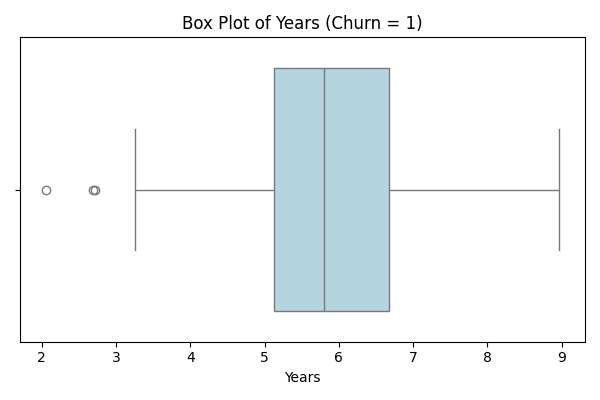 Box Plot of Years (Churn = 1)
2 3 4 5 6 7 8 9
Years